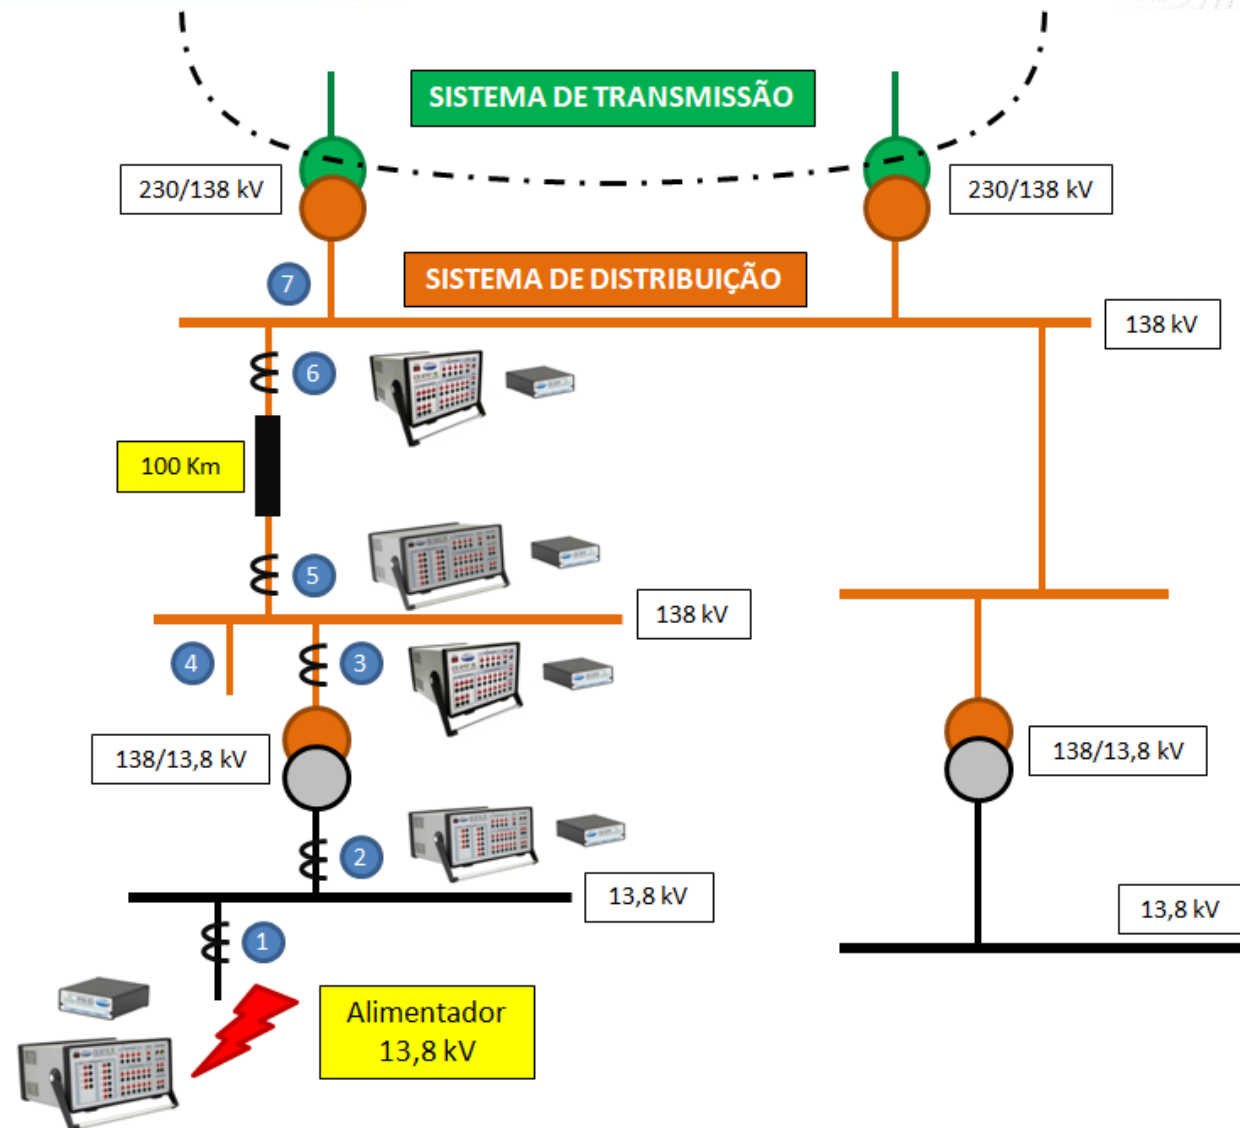 SISTEMA DE TRANSMISSÃO
230/138 kV
230/138 kV
7
SISTEMA DE DISTRIBUIÇÃO
138 kV
6
100 Km
5
138 kV
4
3
138/13,8 kV
138/13,8 kV
2
13,8 kV
13,8 kV
1
Alimentador
13,8 kV